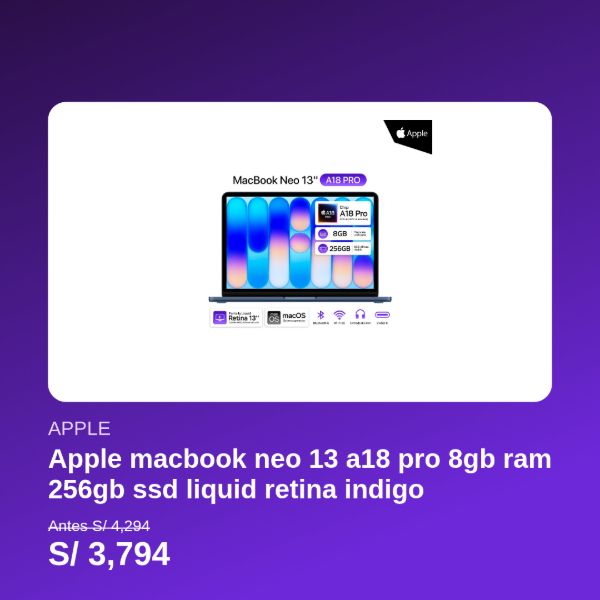 Apple
MacBook Neo 13" A18 PRO
Chip
A18 Pro
A18
8GB
256GB
Retina 13"
macOS
APPLE
Apple macbook neo 13 a18 pro 8gb ram
256gb ssd liquid retina indigo
Antes S/ 4,294
S/ 3,794